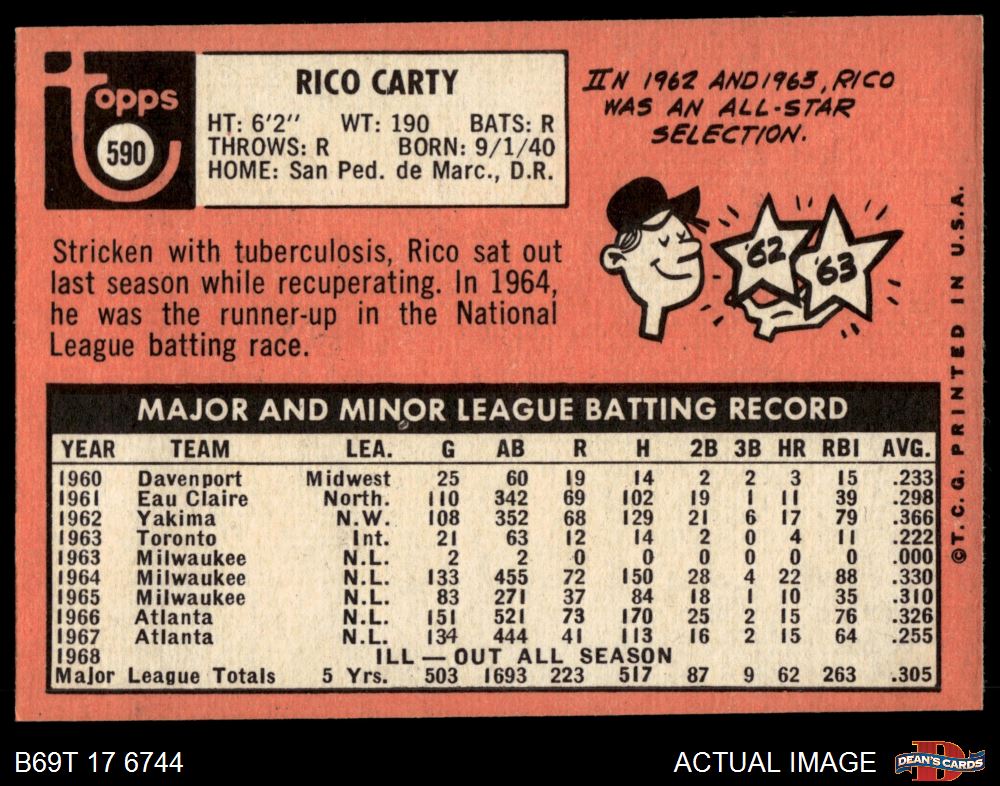 Topps
590
RICO CARTY
HT: 6'2" WT: 190 BATS: R
THROWS: R BORN: 9/1/40
HOME: San Ped. de Marc., D.R.
IN 1962 AND 1963, RICO
WAS AN ALL-STAR
SELECTION.
'62
'63
Stricken with tuberculosis, Rico sat out
last season while recuperating. In 1964,
he was the runner-up in the National
League batting race.
MAJOR AND MINOR LEAGUE BATTING RECORD
YEAR TEAM LEA. G AB R H 2B 3B HR RBI AVG.
1960 Davenport Midwest 25 60 19 14 2 2 3 15 .233
1961 Eau Claire North. 110 342 69 102 19 1 11 39 .298
1962 Yakima N.W. 108 352 68 129 21 6 17 79 .366
1963 Toronto Int. 21 63 12 14 2 0 4 11 .222
1963 Milwaukee N.L. 2 2 0 0 0 0 0 0 .000
1964 Milwaukee N.L. 133 455 72 150 28 4 22 88 .330
1965 Milwaukee N.L. 83 271 37 84 18 1 10 35 .310
1966 Atlanta N.L. 151 521 73 170 25 2 15 76 .326
1967 Atlanta N.L. 134 444 41 113 16 2 15 64 .255
1968 ILL — OUT ALL SEASON
Major League Totals 5 Yrs. 503 1693 223 517 87 9 62 263 .305
©T. C. G. PRINTED IN U.S.A.
B69T 17 6744
ACTUAL IMAGE
DEAN'S CARDS